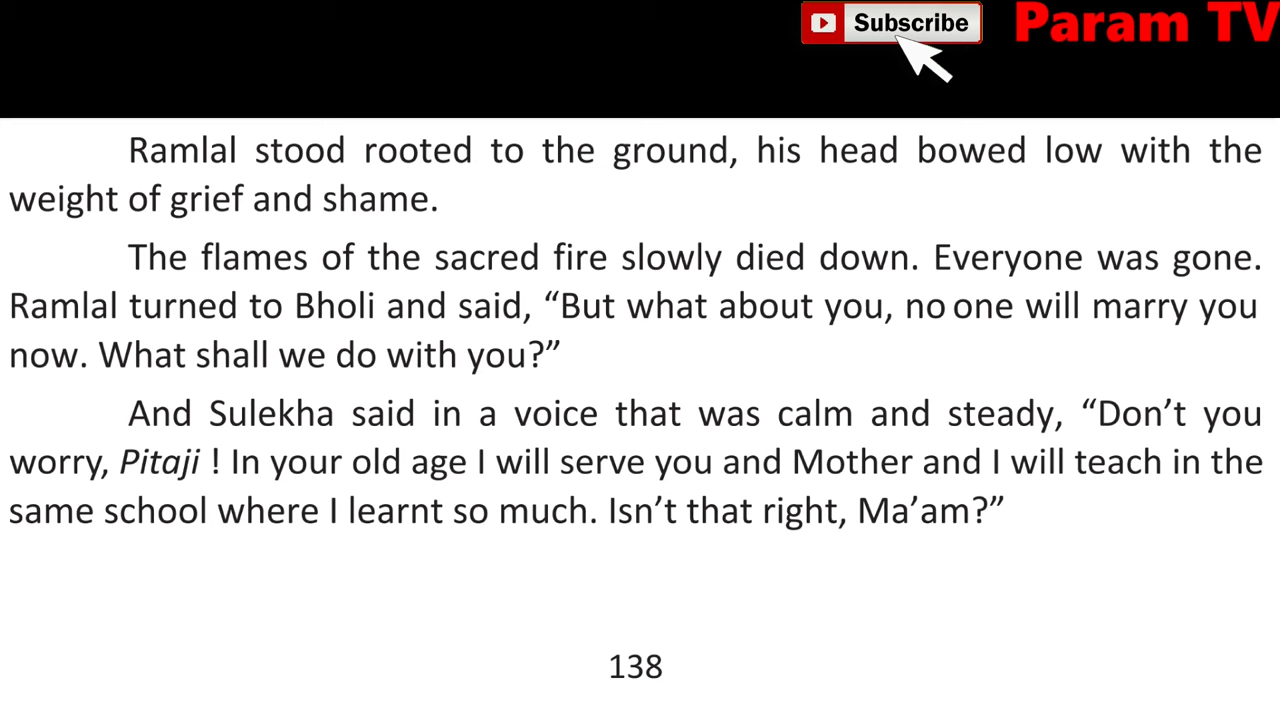 Subscribe
Param TV
Ramlal stood rooted to the ground, his head bowed low with the
weight of grief and shame.
The flames of the sacred fire slowly died down. Everyone was gone.
Ramlal turned to Bholi and said, “But what about you, no one will marry you
now. What shall we do with you?”
And Sulekha said in a voice that was calm and steady, “Don’t you
worry, Pitaji ! In your old age I will serve you and Mother and I will teach in the
same school where I learnt so much. Isn’t that right, Ma’am?”
138